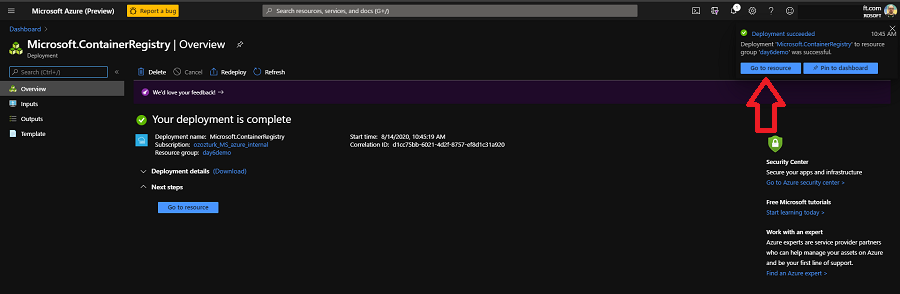 Microsoft Azure (Preview)
Report a bug
Search resources, services, and docs (G+/)
1
ft.com
ROSOFT
Dashboard >
Microsoft.ContainerRegistry | Overview
Deployment
Search (Ctrl+/)
«
Delete
Cancel
Redeploy
Refresh
Overview
Inputs
Outputs
Template
We'd love your feedback! →
Your deployment is complete
Deployment name: Microsoft.ContainerRegistry
Subscription: ozozturk_MS_azure_internal
Resource group: day6demo
Start time: 8/14/2020, 10:45:19 AM
Correlation ID: d1cc75bb-6021-4d2f-8757-ef8d1c31a920
Deployment details (Download)
Next steps
Go to resource
Deployment succeeded
10:45 AM
Deployment 'Microsoft.ContainerRegistry' to resource
group 'day6demo' was successful.
Go to resource
Pin to dashboard
Security Center
Secure your apps and infrastructure
Go to Azure security center >
Free Microsoft tutorials
Start learning today >
Work with an expert
Azure experts are service provider partners
who can help manage your assets on Azure
and be your first line of support.
Find an Azure expert >